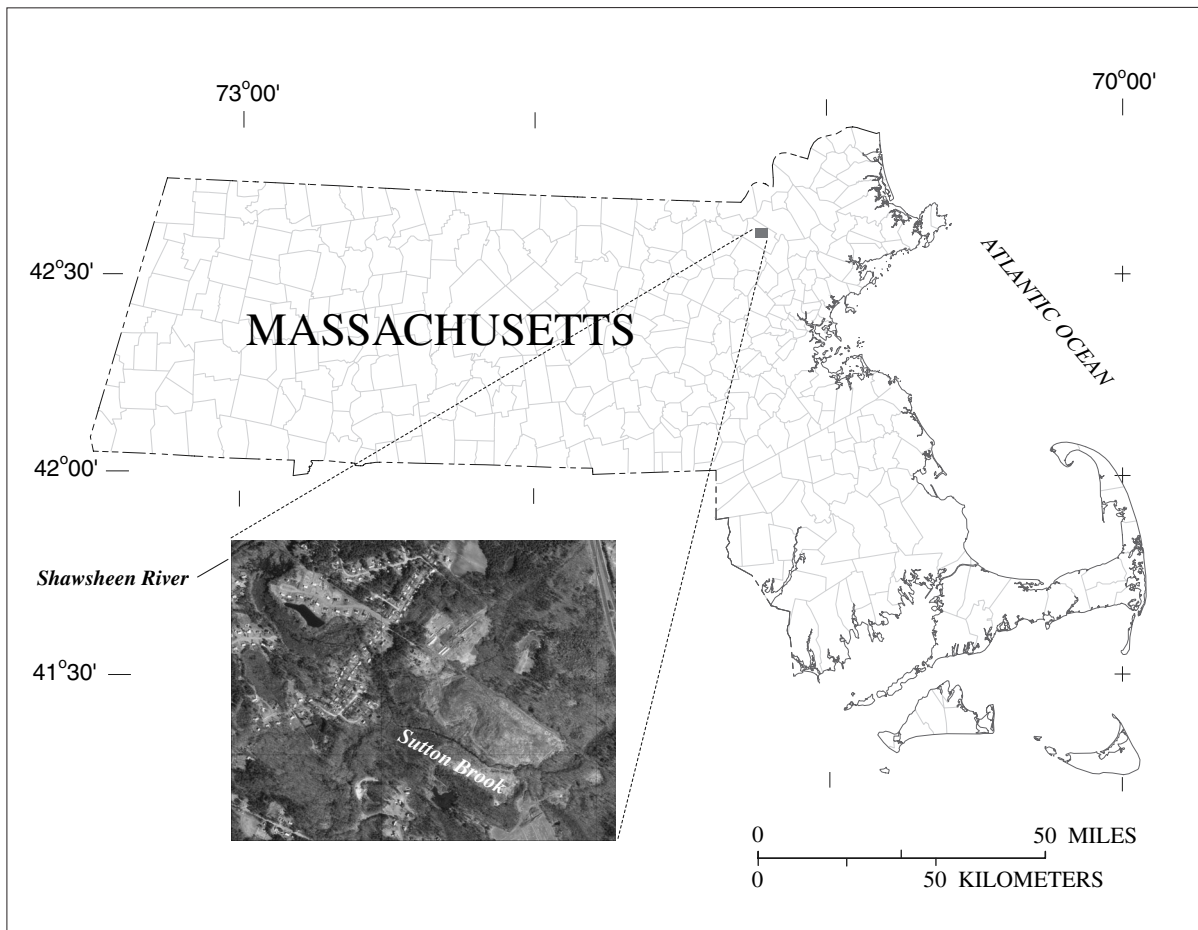 73°00'
70°00'
42°30'
ATLANTIC OCEAN
MASSACHUSETTS
42°00'
Shawsheen River
41°30'
Sutton Brook
0 50 MILES
0 50 KILOMETERS